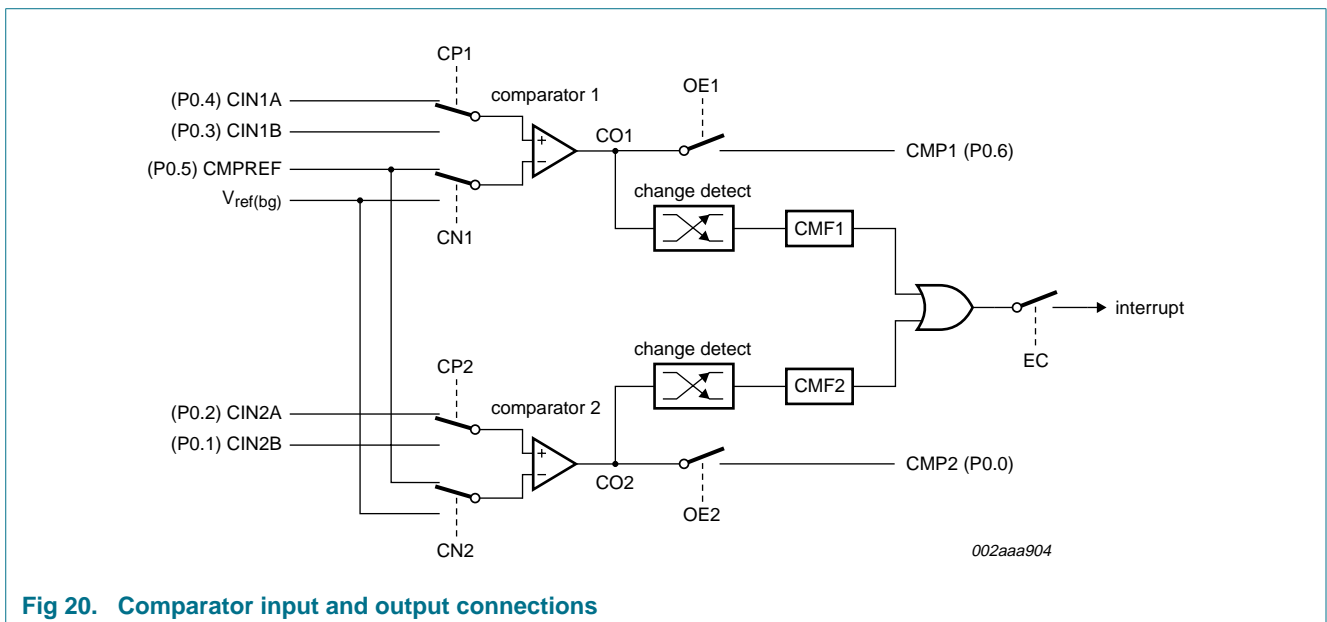 CP1
OE1
(P0.4) CIN1A
comparator 1
(P0.3) CIN1B
+
CO1
(P0.5) CMPREF
−
CMP1 (P0.6)
Vref(bg)
change detect
CN1
CMF1
interrupt
EC
change detect
CP2
CMF2
(P0.2) CIN2A
comparator 2
(P0.1) CIN2B
+
−
CO2
CMP2 (P0.0)
OE2
CN2
002aaa904
Fig 20. Comparator input and output connections